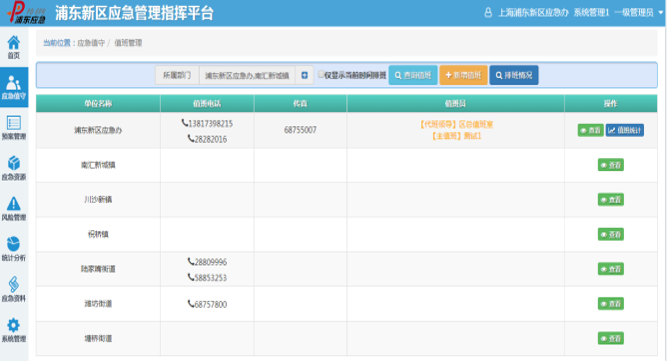 浦东应急
浦东新区应急管理指挥平台
上海浦东新区应急办 系统管理1 一级管理员
首页
应急值守
预案管理
应急资源
风险管理
统计分析
应急资料
系统管理
当前位置: 应急值守 / 值班管理
所属部门 浦东新区应急办,南汇新城镇 仅显示当前时间排班 查询值班 新增值班 排班情况
单位名称 值班电话 传真 值班员 操作
浦东新区应急办 13817398215 28282016 68755007 【代班领导】区总值班室 【主值班】测试1 查看 值班统计
南汇新城镇 查看
川沙新镇 查看
祝桥镇 查看
陆家嘴街道 28809996 58853253 查看
潍坊街道 68757800 查看
塘桥街道 查看